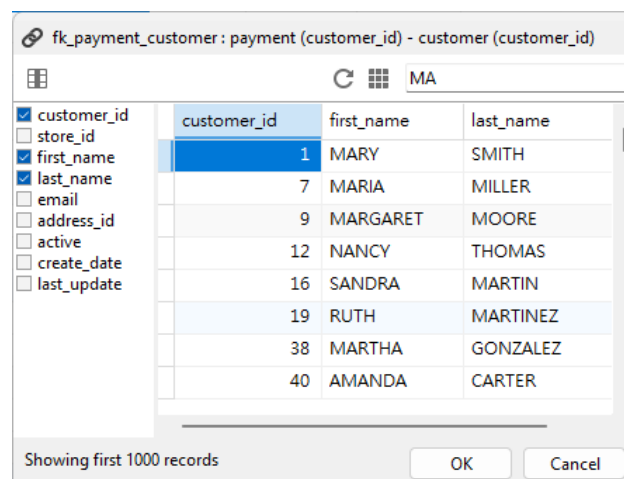 fk_payment_customer : payment (customer_id) - customer (customer_id)
MA
customer_id
store_id
first_name
last_name
email
address_id
active
create_date
last_update
customer_id first_name last_name
1 MARY SMITH
7 MARIA MILLER
9 MARGARET MOORE
12 NANCY THOMAS
16 SANDRA MARTIN
19 RUTH MARTINEZ
38 MARTHA GONZALEZ
40 AMANDA CARTER
Showing first 1000 records
OK Cancel